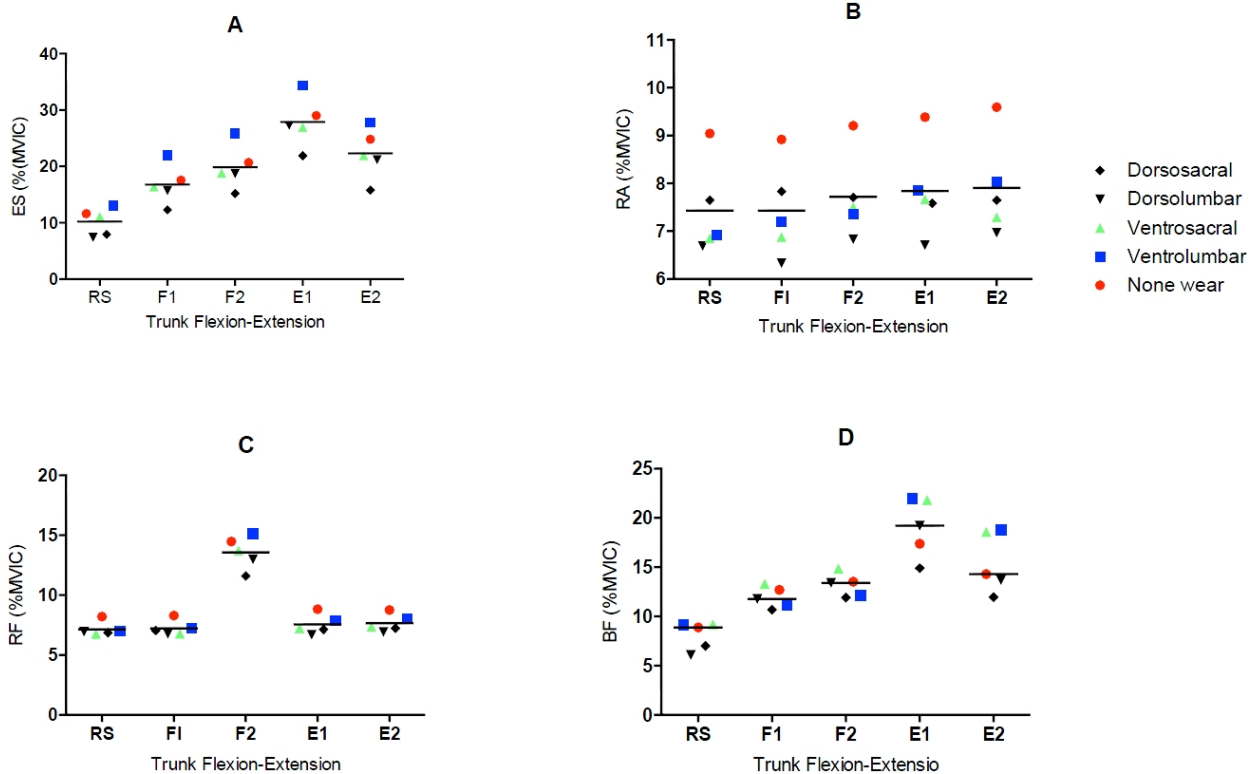 A
ES (%(MVIC)
40
30
20
10
0
RS F1 F2 E1 E2
Trunk Flexion-Extension
B
RA (%MVIC)
11
10
9
8
7
6
RS FI F2 E1 E2
Trunk Flexion-Extension
Dorsosacral
Dorsolumbar
Ventrosacral
Ventrolumbar
None wear
C
RF (%MVIC)
20
15
10
5
0
RS FI F2 E1 E2
Trunk Flexion-Extension
D
BF (%MVIC)
25
20
15
10
5
0
RS F1 F2 E1 E2
Trunk Flexion-Extensio